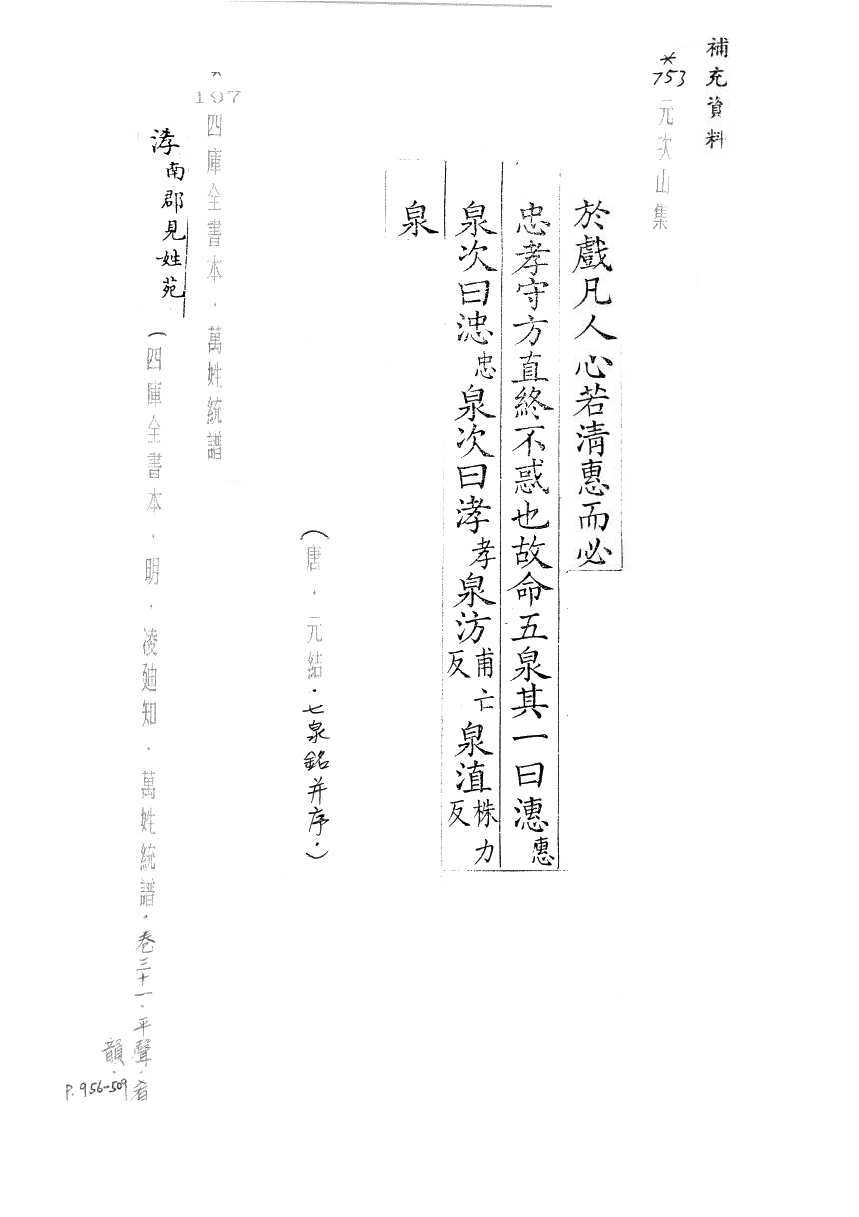 補充資料
*
753 元次山集
於戲凡人心若清惠而必
忠孝守方直終不惑也故命五泉其一曰潓惠
泉次曰㳘忠泉次曰涍孝泉汸甫亡反泉淔株力反
泉
(唐.元結.七泉銘并序.)
*
197 四庫全書本.萬姓統譜
涍南郡見姓苑
(四庫全書本.明.凌廸知.萬姓統譜.卷三十一.平聲.肴韻.
P.956-509